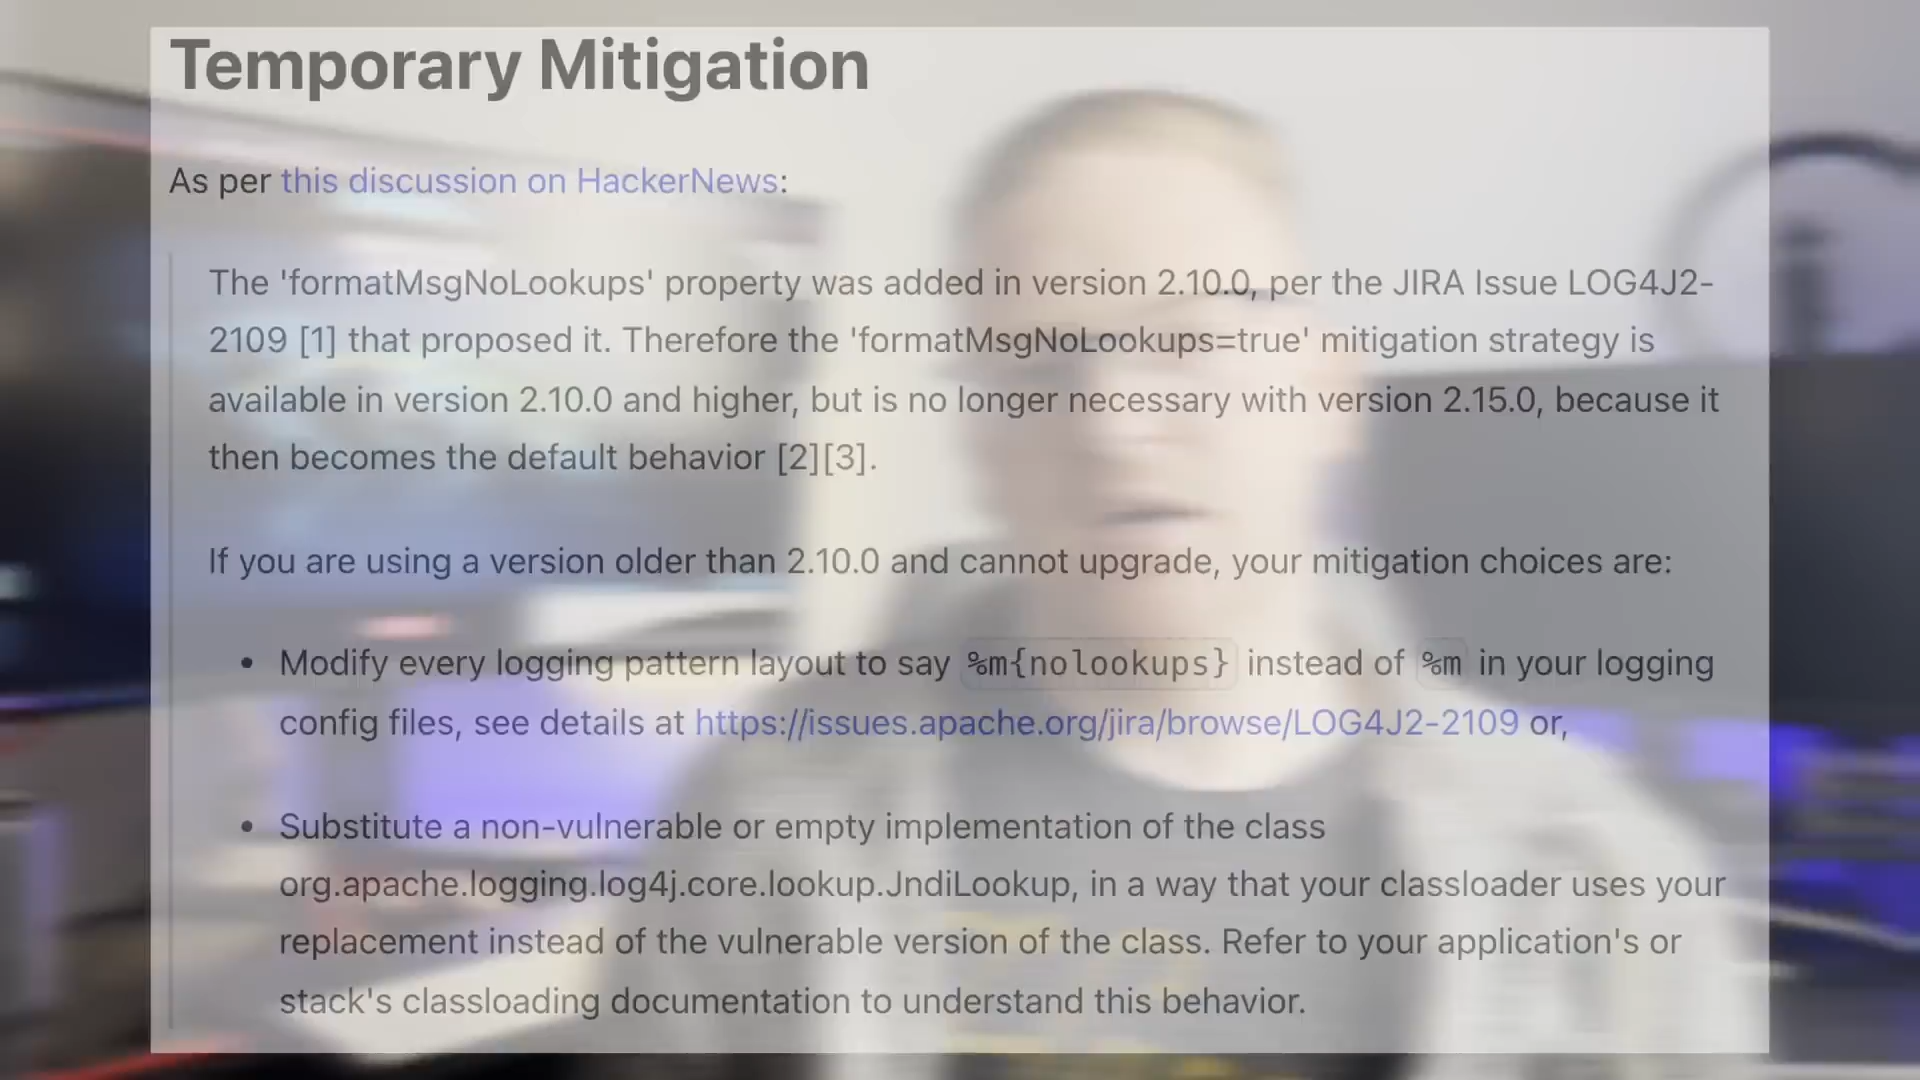 Temporary Mitigation
As per this discussion on HackerNews:
The 'formatMsgNoLookups' property was added in version 2.10.0, per the JIRA Issue LOG4J2-
2109 [1] that proposed it. Therefore the 'formatMsgNoLookups=true' mitigation strategy is
available in version 2.10.0 and higher, but is no longer necessary with version 2.15.0, because it
then becomes the default behavior [2][3].
If you are using a version older than 2.10.0 and cannot upgrade, your mitigation choices are:
• Modify every logging pattern layout to say %m{nolookups} instead of %m in your logging
config files, see details at https://issues.apache.org/jira/browse/LOG4J2-2109 or,
• Substitute a non-vulnerable or empty implementation of the class
org.apache.logging.log4j.core.lookup.JndiLookup, in a way that your classloader uses your
replacement instead of the vulnerable version of the class. Refer to your application's or
stack's classloading documentation to understand this behavior.